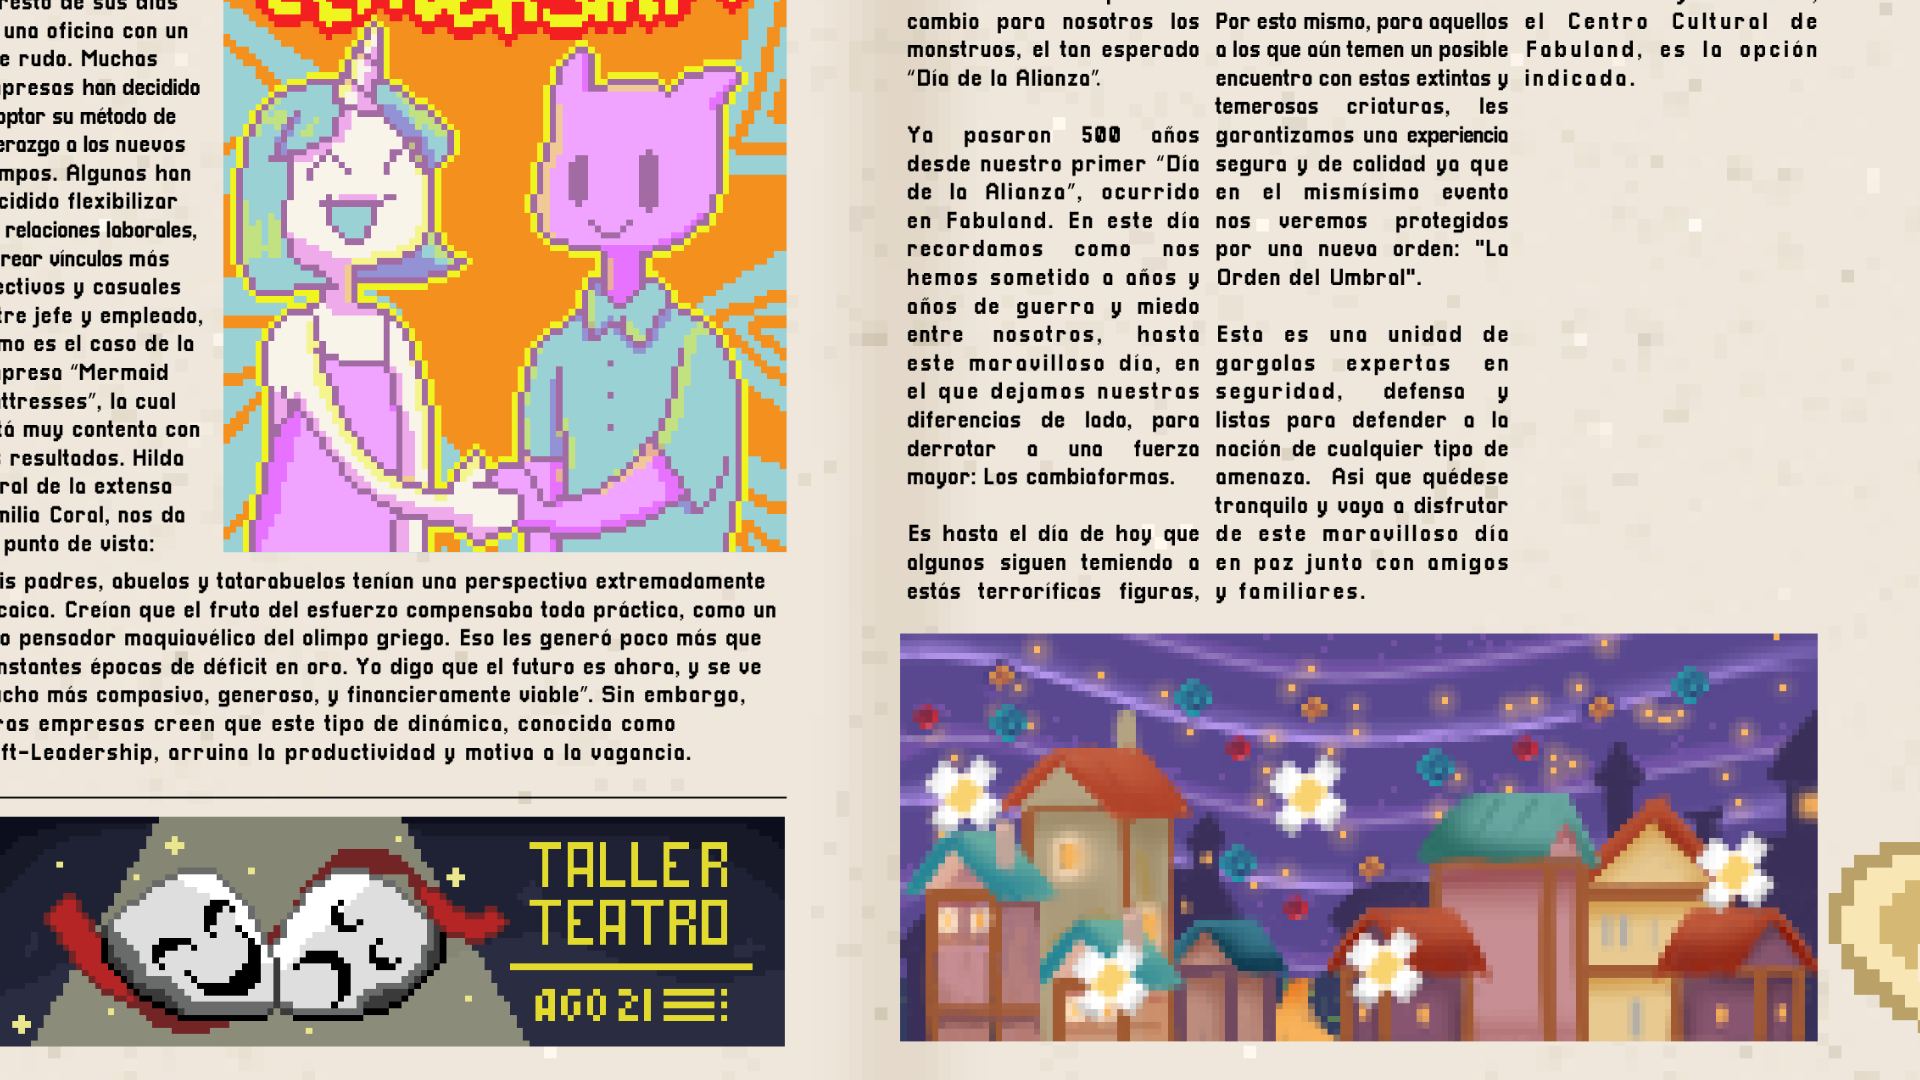 resto de sus días
una oficina con un
e rudo. Muchas
presas han decidido
optar su método de
erazgo a los nuevos
mpos. Algunas han
cidido flexibilizar
relaciones laborales,
rear vínculos más
ectivos y casuales
tre jefe y empleado,
mo es el caso de la
presa “Mermaid
ttresses”, la cual
tá muy contenta con
s resultados. Hilda
ral de la extensa
milia Coral, nos da
punto de vista:
is padres, abuelos y tatarabuelos tenían una perspectiva extremadamente
caica. Creían que el fruto del esfuerzo compensaba toda práctica, como un
o pensador maquiavélico del olimpo griego. Eso les generó poco más que
nstantes épocas de déficit en oro. Yo digo que el futuro es ahora, y se ve
ucho más compasivo, generoso, y financieramente viable”. Sin embargo,
ras empresas creen que este tipo de dinámica, conocida como
ft-Leadership, arruina la productividad y motiva a la vagancia.
TALLER
TEATRO
AGO 21
cambio para nosotros los
monstruos, el tan esperado
“Día de la Alianza”.
Ya pasaron 500 años
desde nuestro primer “Día
de la Alianza”, ocurrido
en Fabuland. En este día
recordamos como nos
hemos sometido a años y
años de guerra y miedo
entre nosotros, hasta
este maravilloso día, en
el que dejamos nuestras
diferencias de lado, para
derrotar a una fuerza
mayor: Los cambiaformas.
Es hasta el día de hoy que
algunos siguen temiendo a
estás terroríficas figuras,
Por esto mismo, para aquellos
a los que aún temen un posible
encuentro con estas extintas y
temerosas criaturas, les
garantizamos una experiencia
segura y de calidad ya que
en el mismísimo evento
nos veremos protegidos
por una nueva orden: "La
Orden del Umbral".
Esta es una unidad de
gargolas expertas en
seguridad, defensa y
listas para defender a la
nación de cualquier tipo de
amenaza. Asi que quédese
tranquilo y vaya a disfrutar
de este maravilloso día
en paz junto con amigos
y familiares.
el Centro Cultural de
Fabuland, es la opción
indicada.